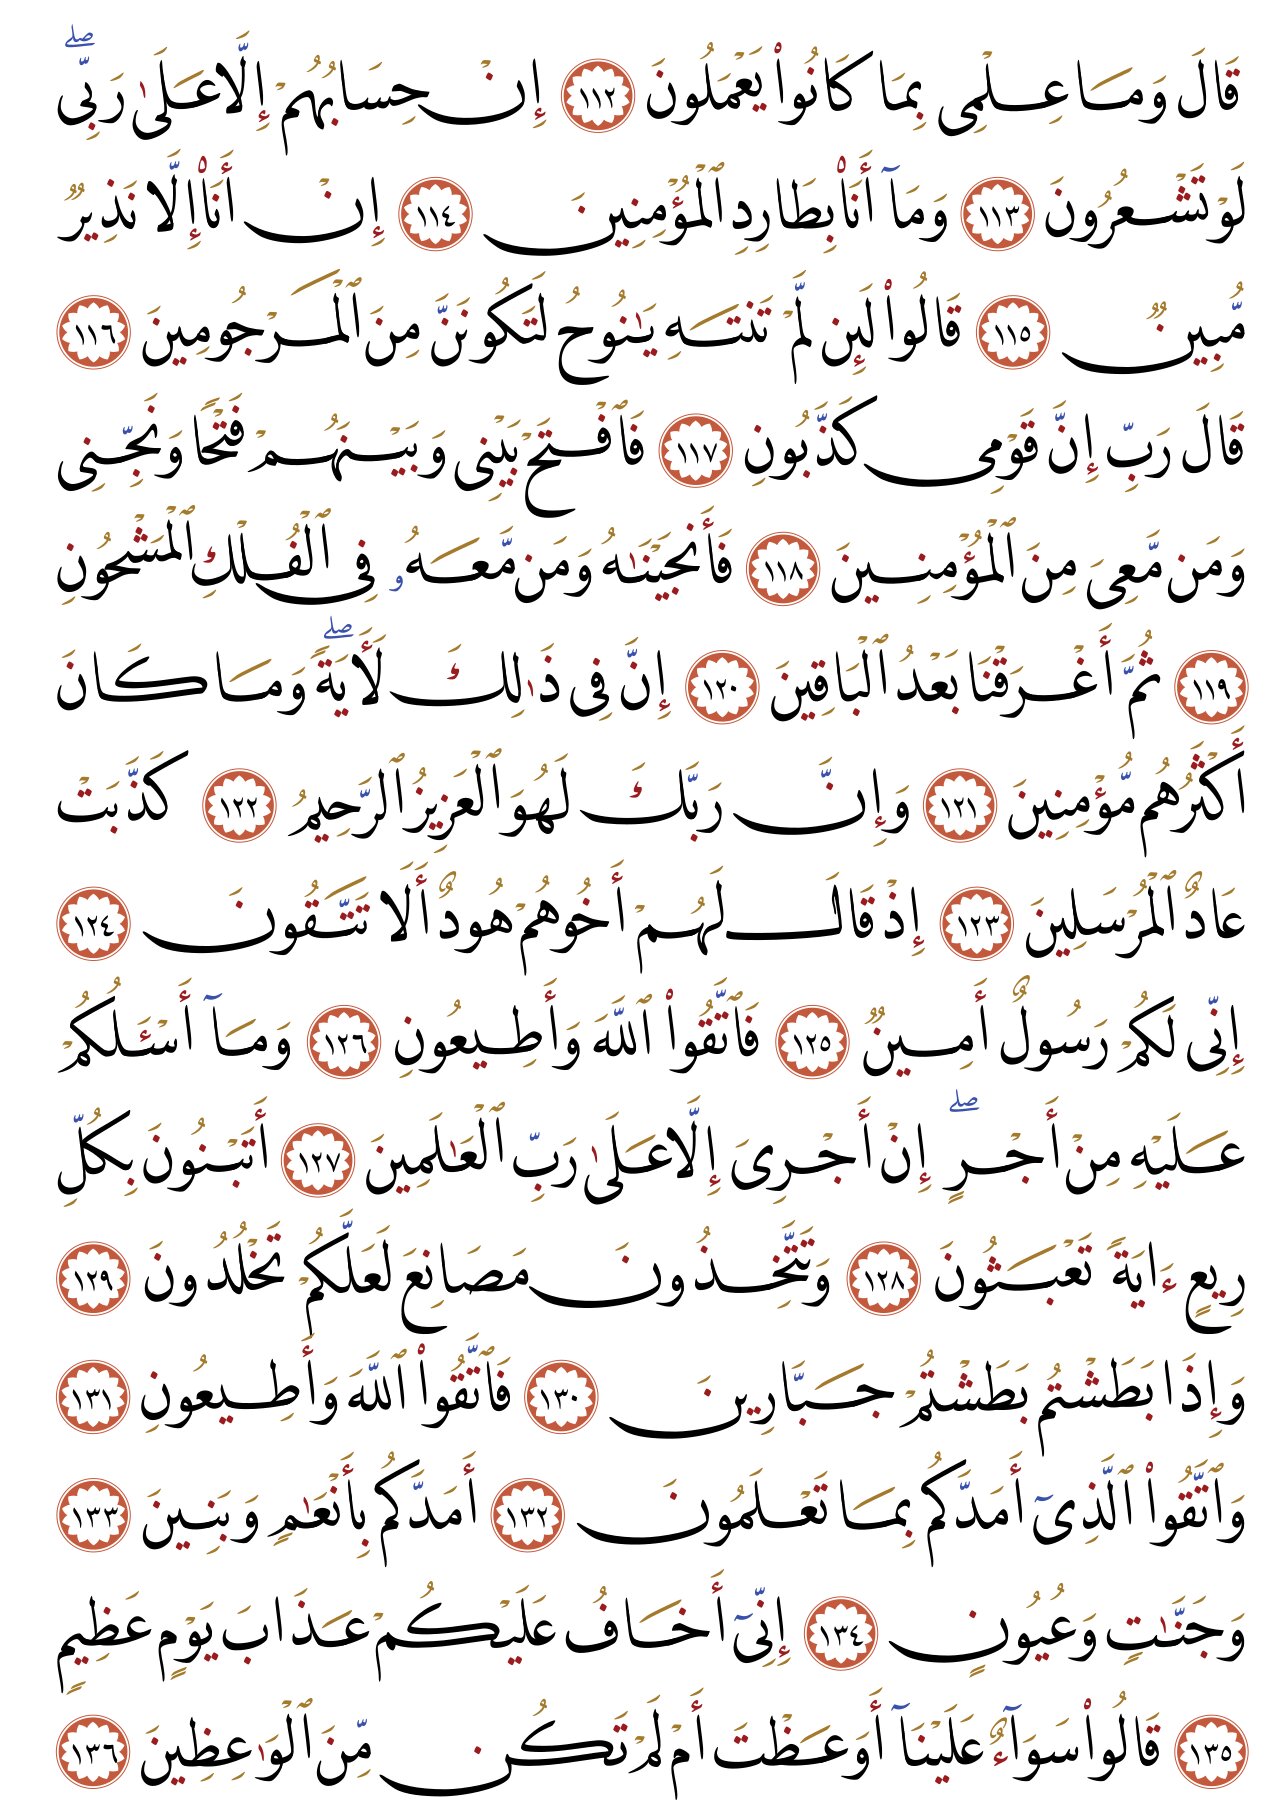 قَالَ وَمَا عِلْمِى بِمَا كَانُوا۟ يَعْمَلُونَ ١١٢ إِنْ حِسَابُهُمْ إِلَّا عَلَىٰ رَبِّى ۖ
لَوْ تَشْعُرُونَ ١١٣ وَمَآ أَنَا۠ بِطَارِدِ ٱلْمُؤْمِنِينَ ١١٤ إِنْ أَنَا۠ إِلَّا نَذِيرٌ
مُّبِينٌ ١١٥ قَالُوا۟ لَئِن لَّمْ تَنتَهِ يَـٰنُوحُ لَتَكُونَنَّ مِنَ ٱلْمَرْجُومِينَ ١١٦
قَالَ رَبِّ إِنَّ قَوْمِى كَذَّبُونِ ١١٧ فَٱفْتَحْ بَيْنِى وَبَيْنَهُمْ فَتْحًا وَنَجِّنِى
وَمَن مَّعِىَ مِنَ ٱلْمُؤْمِنِينَ ١١٨ فَأَنجَيْنَـٰهُ وَمَن مَّعَهُۥ فِى ٱلْفُلْكِ ٱلْمَشْحُونِ
١١٩ ثُمَّ أَغْرَقْنَا بَعْدُ ٱلْبَاقِينَ ١٢٠ إِنَّ فِى ذَٰلِكَ لَـَٔايَةً ۖ وَمَا كَانَ
أَكْثَرُهُم مُّؤْمِنِينَ ١٢١ وَإِنَّ رَبَّكَ لَهُوَ ٱلْعَزِيزُ ٱلرَّحِيمُ ١٢٢ كَذَّبَتْ
عَادٌ ٱلْمُرْسَلِينَ ١٢٣ إِذْ قَالَ لَهُمْ أَخُوهُمْ هُودٌ أَلَا تَتَّقُونَ ١٢٤
إِنِّى لَكُمْ رَسُولٌ أَمِينٌ ١٢٥ فَٱتَّقُوا۟ ٱللَّهَ وَأَطِيعُونِ ١٢٦ وَمَآ أَسْـَٔلُكُمْ
عَلَيْهِ مِنْ أَجْرٍ ۖ إِنْ أَجْرِىَ إِلَّا عَلَىٰ رَبِّ ٱلْعَـٰلَمِينَ ١٢٧ أَتَبْنُونَ بِكُلِّ
رِيعٍ ءَايَةً تَعْبَثُونَ ١٢٨ وَتَتَّخِذُونَ مَصَانِعَ لَعَلَّكُمْ تَخْلُدُونَ ١٢٩
وَإِذَا بَطَشْتُم بَطَشْتُمْ جَبَّارِينَ ١٣٠ فَٱتَّقُوا۟ ٱللَّهَ وَأَطِيعُونِ ١٣١
وَٱتَّقُوا۟ ٱلَّذِىٓ أَمَدَّكُم بِمَا تَعْلَمُونَ ١٣٢ أَمَدَّكُم بِأَنْعَـٰمٍ وَبَنِينَ ١٣٣
وَجَنَّـٰتٍ وَعُيُونٍ ١٣٤ إِنِّىٓ أَخَافُ عَلَيْكُمْ عَذَابَ يَوْمٍ عَظِيمٍ
١٣٥ قَالُوا۟ سَوَآءٌ عَلَيْنَآ أَوَعَظْتَ أَمْ لَمْ تَكُن مِّنَ ٱلْوَٰعِظِينَ ١٣٦